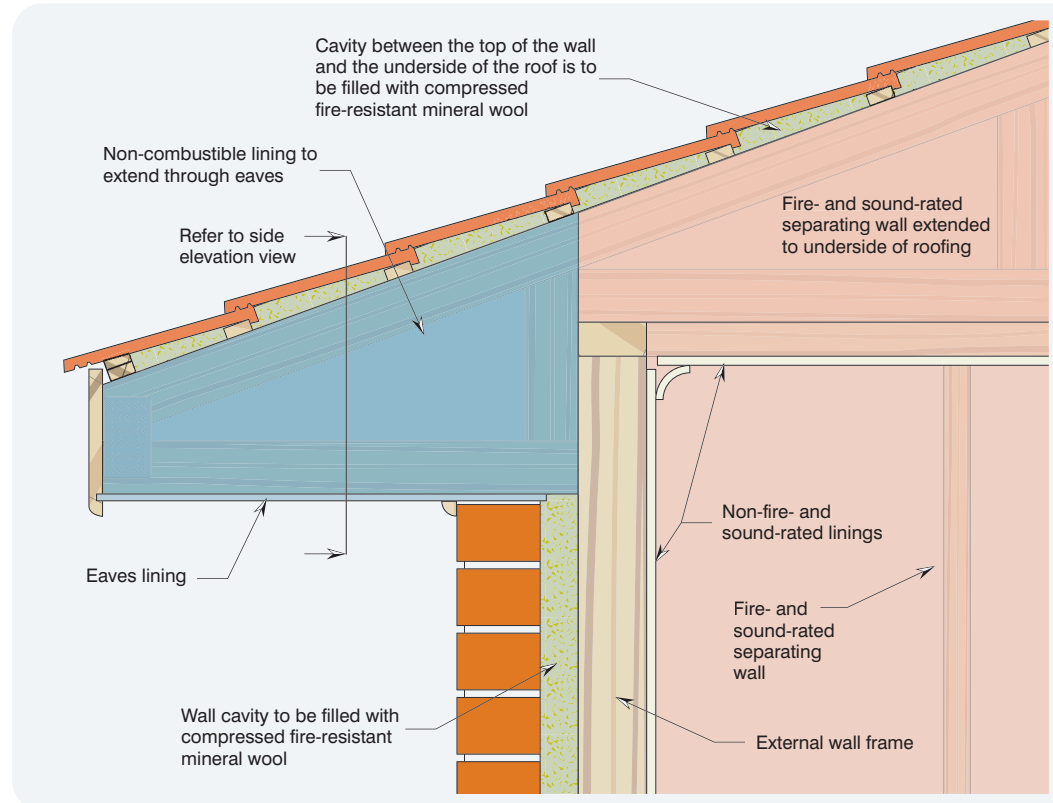 Cavity between the top of the wall
and the underside of the roof is to
be filled with compressed
fire-resistant mineral wool
Non-combustible lining to
extend through eaves
Refer to side
elevation view
Fire- and sound-rated
separating wall extended
to underside of roofing
Non-fire- and
sound-rated linings
Eaves lining
Fire- and
sound-rated
separating
wall
Wall cavity to be filled with
compressed fire-resistant
mineral wool
External wall frame